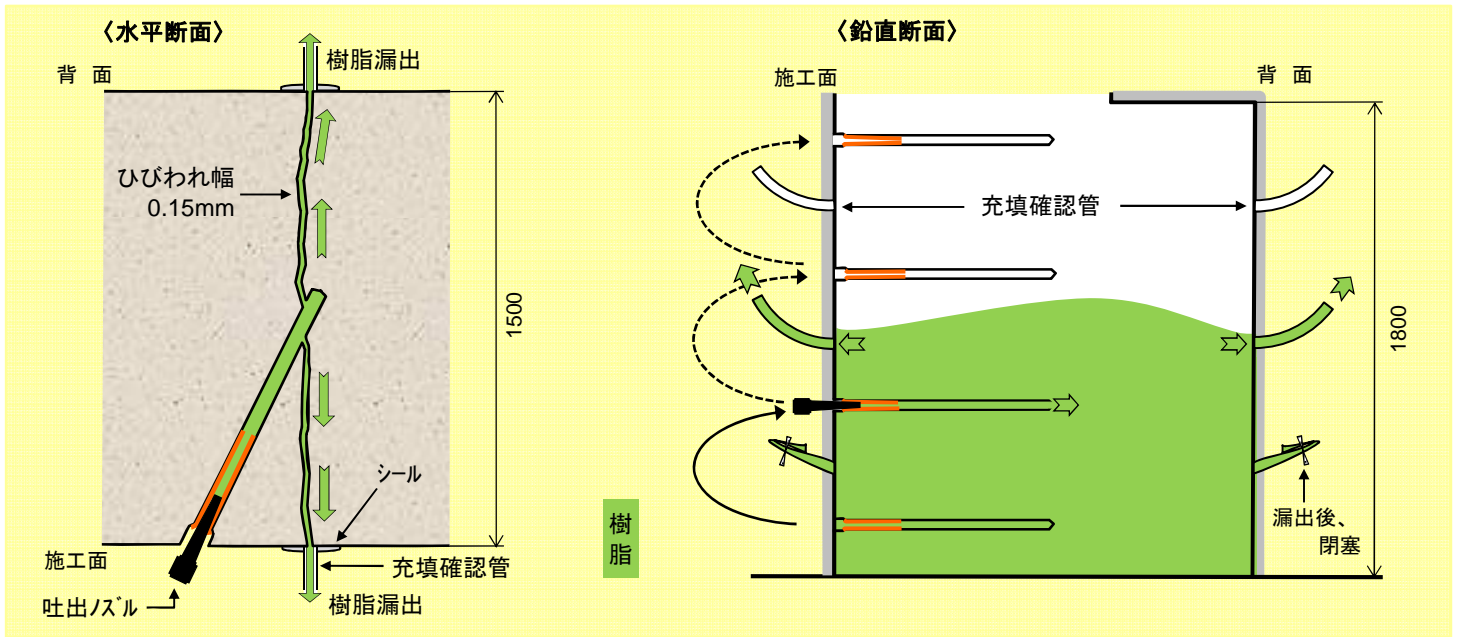 〈水平断面〉
樹脂漏出
背 面
ひびわれ幅
0.15mm
1500
シール
施工面
充填確認管
吐出ノズル
樹脂漏出
〈鉛直断面〉
施工面
背 面
充填確認管
1800
樹
脂
漏出後、
閉塞